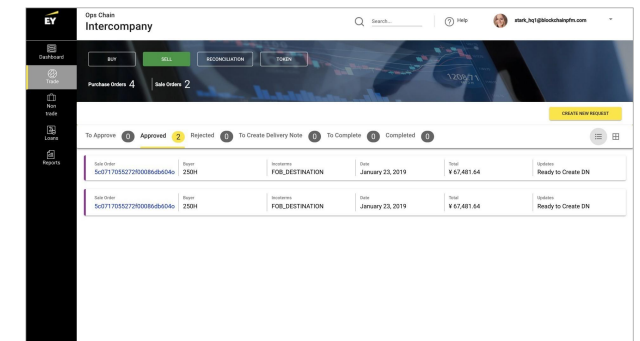 EY
Ops Chain
Intercompany
Search...
Help
stark_hq1@blockchainpfm.com
Dashboard
Trade
Non
trade
Loans
Reports
BUY
SELL
RECONCILIATION
TOKEN
Purchase Orders 4
Sale Orders 2
CREATE NEW REQUEST
To Approve 0
Approved 2
Rejected 0
To Create Delivery Note 0
To Complete 0
Completed 0
Sale Order
Buyer
Incoterms
Date
Total
Updates
5c0717055272f00086db604o
250H
FOB_DESTINATION
January 23, 2019
¥ 67,481.64
Ready to Create DN
Sale Order
Buyer
Incoterms
Date
Total
Updates
5c0717055272f00086db604o
250H
FOB_DESTINATION
January 23, 2019
¥ 67,481.64
Ready to Create DN